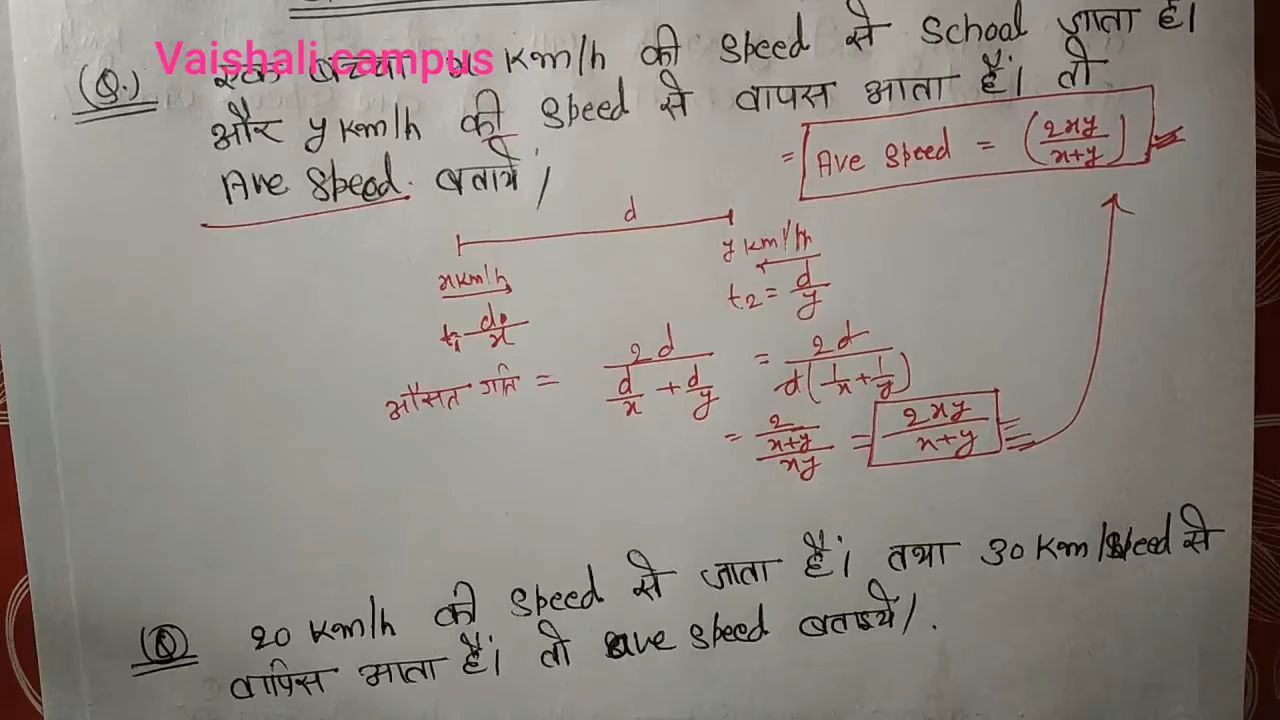 Vaishali campus
(Q.) एक बच्चा x Km/h की speed से School जाता है।
और y Km/h की speed से वापस आता है। तो
Ave speed. बताये।
= Ave speed = (2xy/x+y)
d
x km/h
y km/h
t₁ = d/x
t₂ = d/y
औसत गति = 2d/(d/x + d/y) = 2d/d(1/x + 1/y)
= 2/((x+y)/xy) = 2xy/x+y
(Q) 20 Km/h की speed से जाता है। तथा 30 Km/speed से
वापिस आता है। तो ave speed बताइये।.